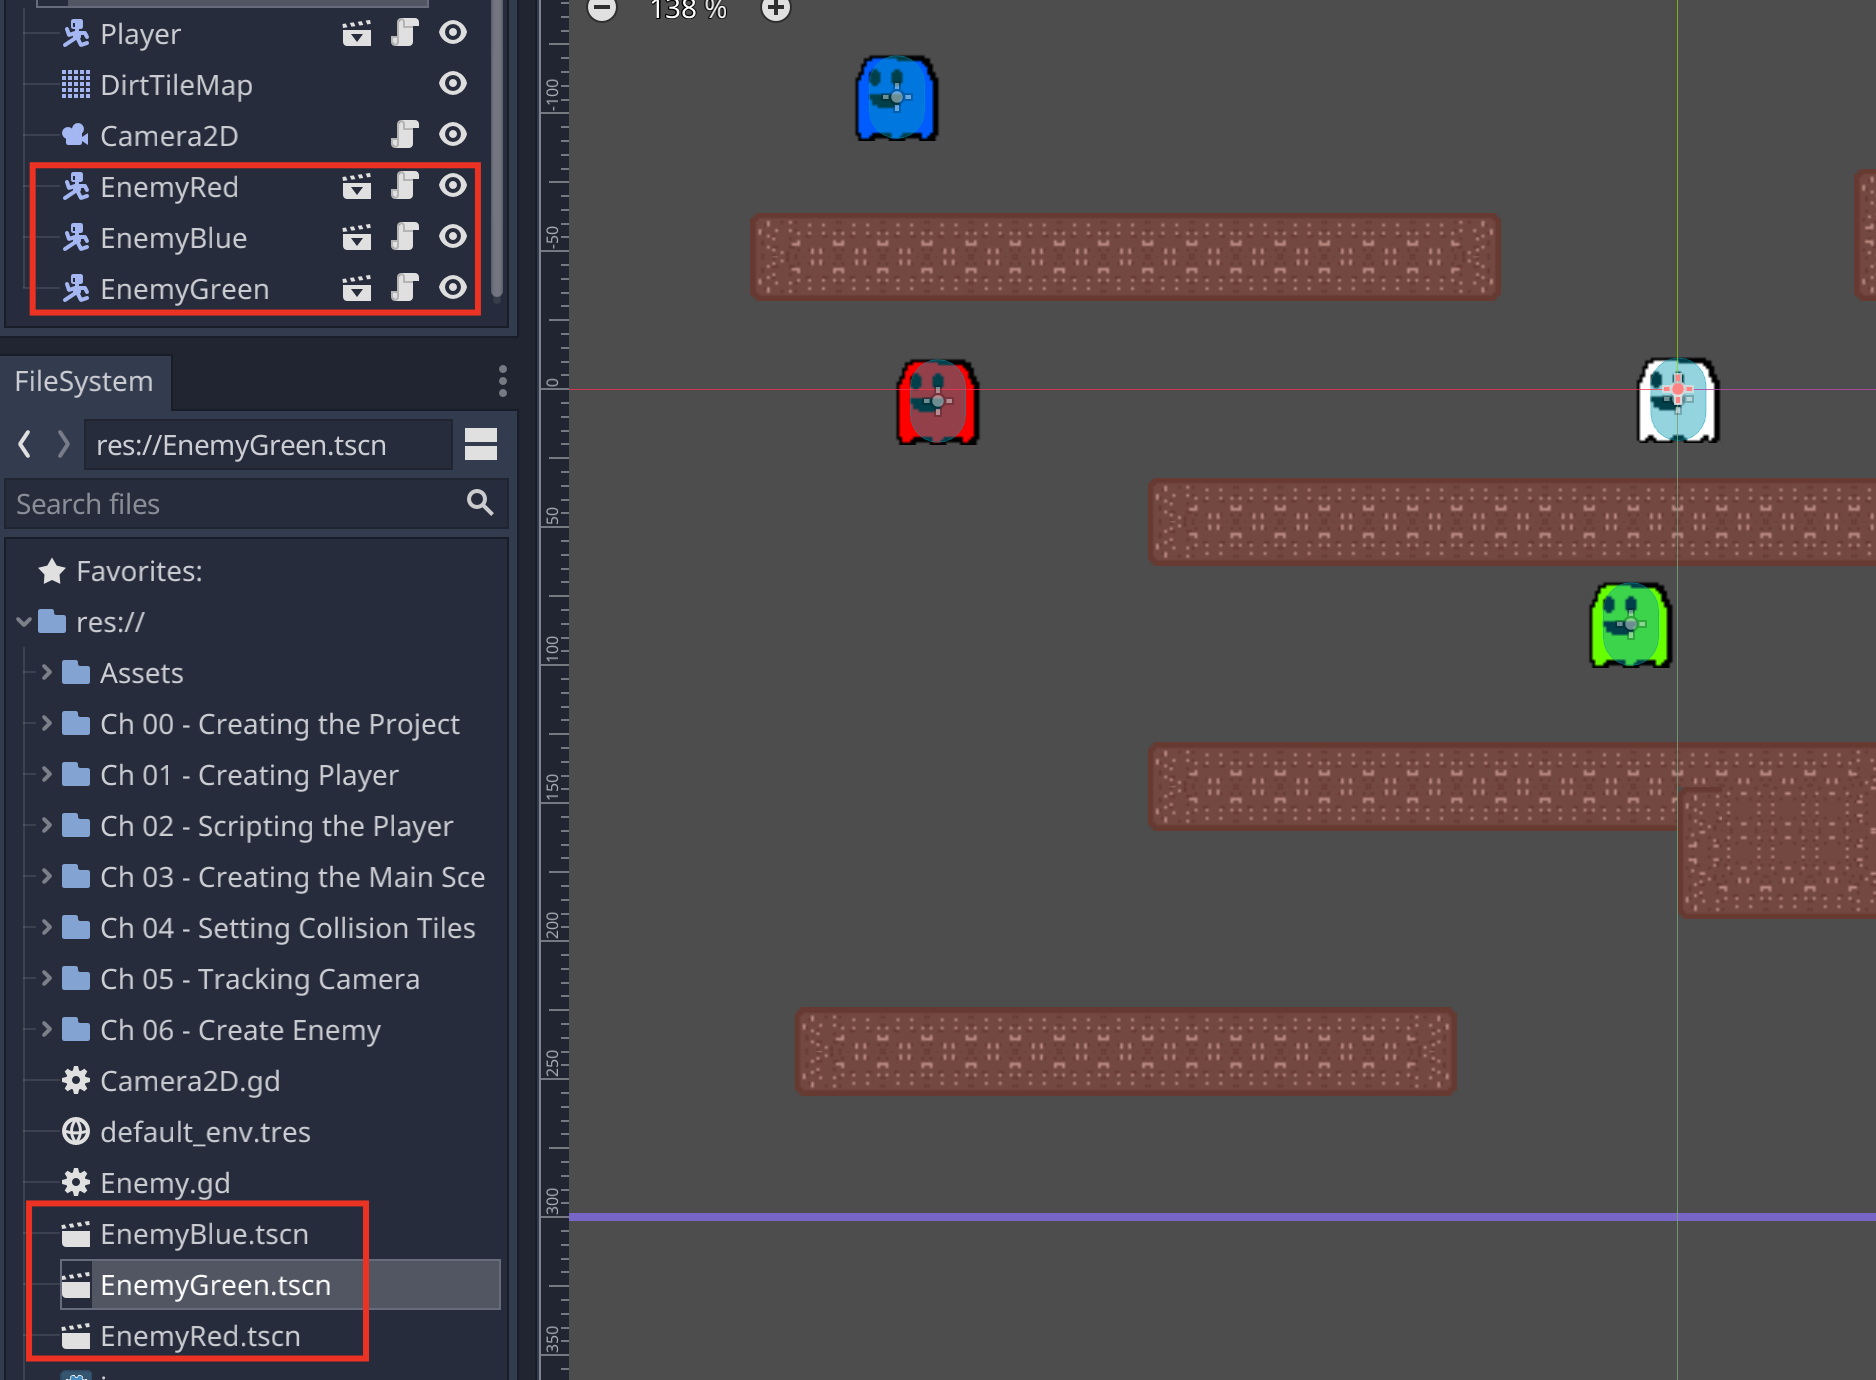 138 %
Player
DirtTileMap
Camera2D
EnemyRed
EnemyBlue
EnemyGreen
FileSystem
res://EnemyGreen.tscn
Search files
Favorites:
res://
Assets
Ch 00 - Creating the Project
Ch 01 - Creating Player
Ch 02 - Scripting the Player
Ch 03 - Creating the Main Sce
Ch 04 - Setting Collision Tiles
Ch 05 - Tracking Camera
Ch 06 - Create Enemy
Camera2D.gd
default_env.tres
Enemy.gd
EnemyBlue.tscn
EnemyGreen.tscn
EnemyRed.tscn
-100
-50
0
50
100
150
200
250
300
350